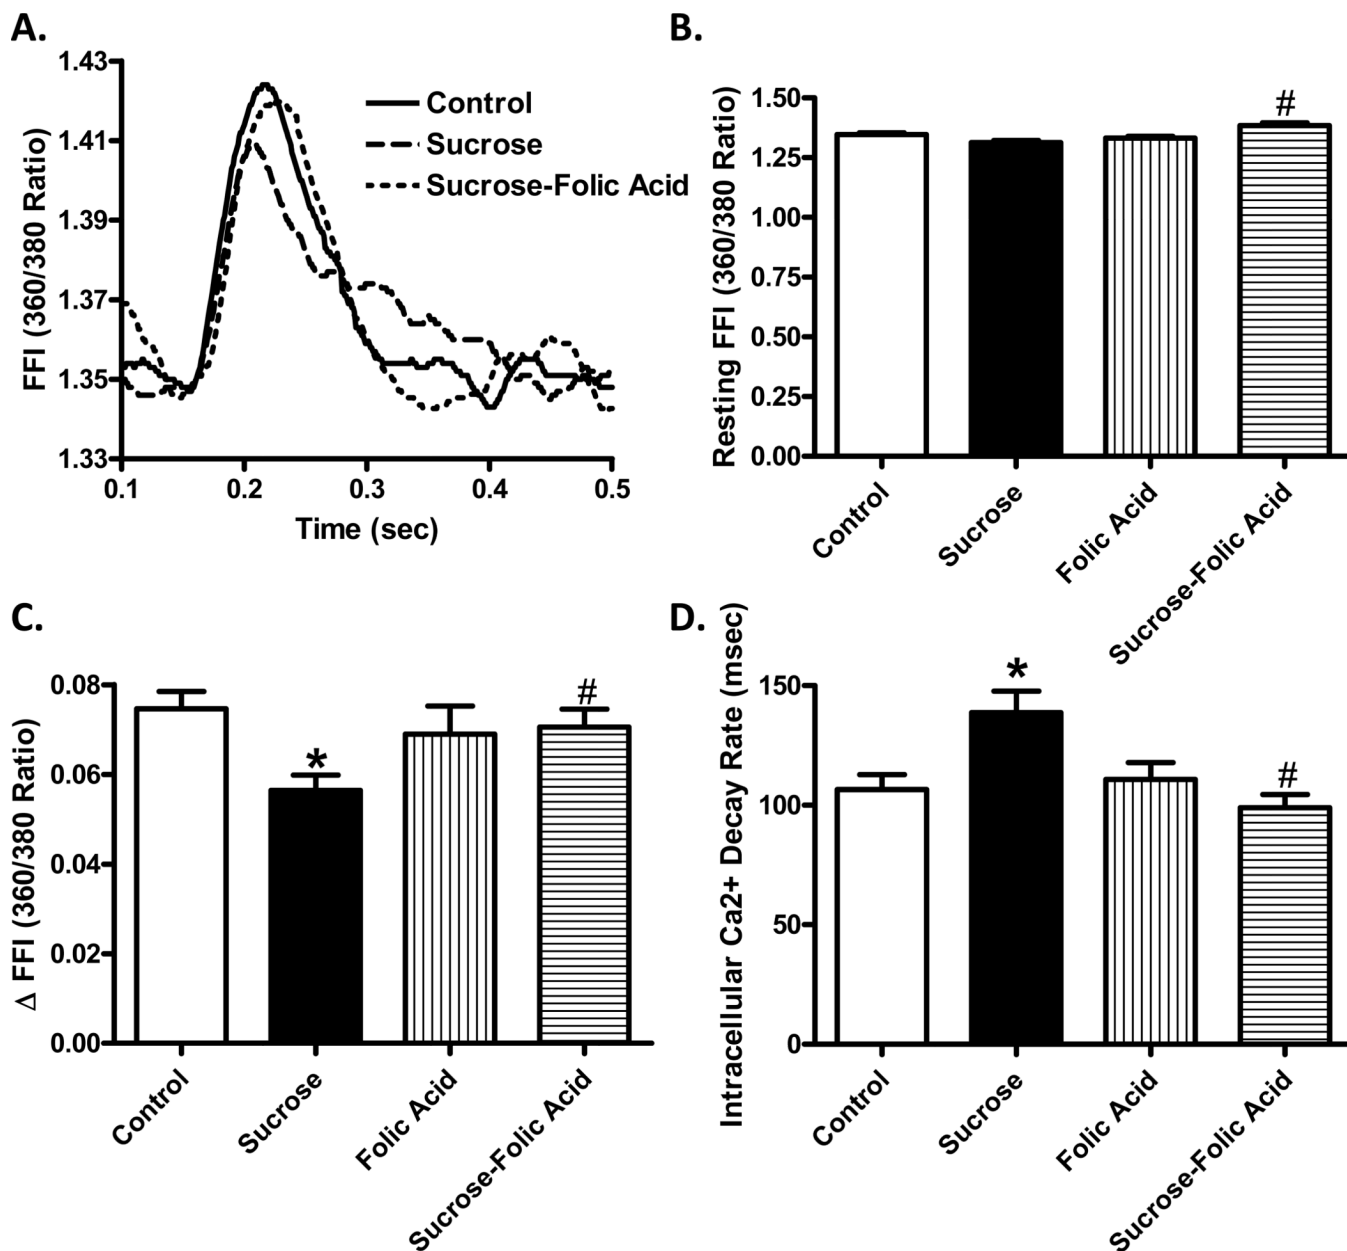 A.
FFI (360/380 Ratio)
1.43
1.41
1.39
1.37
1.35
1.33
0.1
0.2
0.3
0.4
0.5
Time (sec)
Control
Sucrose
Sucrose-Folic Acid
B.
Resting FFI (360/380 Ratio)
1.50
1.25
1.00
0.75
0.50
0.25
0.00
#
Control
Sucrose
Folic Acid
Sucrose-Folic Acid
C.
Δ FFI (360/380 Ratio)
0.08
0.06
0.04
0.02
0.00
*
#
Control
Sucrose
Folic Acid
Sucrose-Folic Acid
D.
Intracellular Ca2+ Decay Rate (msec)
150
100
50
0
*
#
Control
Sucrose
Folic Acid
Sucrose-Folic Acid